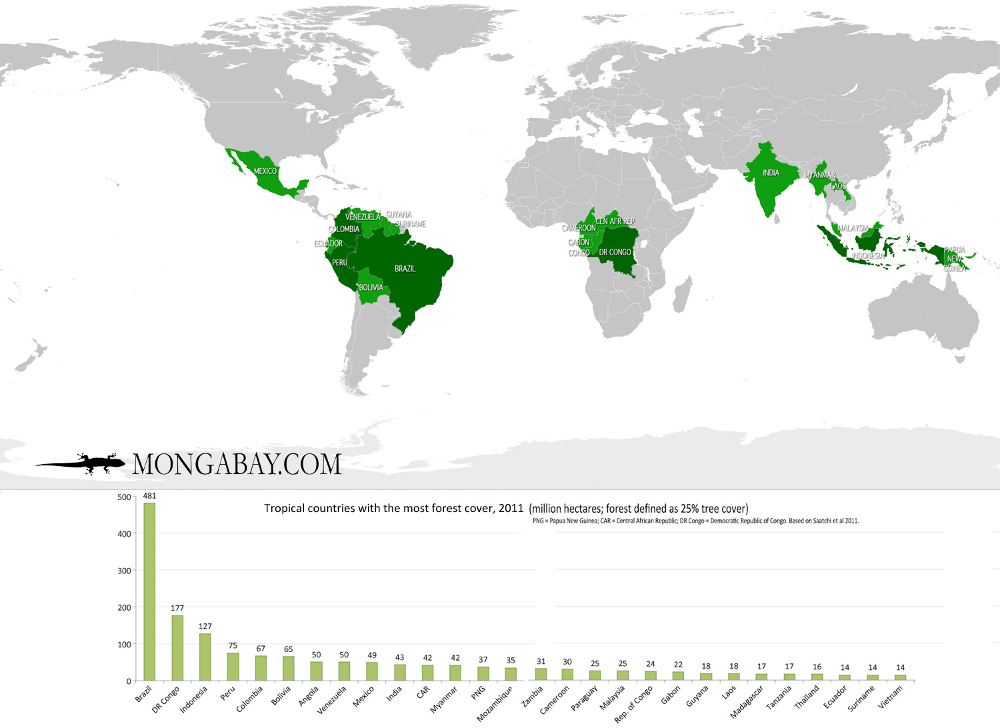 MEXICO
VENEZUELA
GUYANA
SURINAME
COLOMBIA
ECUADOR
PERU
BRAZIL
BOLIVIA
CAMEROON
CEN AFR REP
GABON
CONGO
DR CONGO
INDIA
MYANMAR
LAOS
MALAYSIA
INDONESIA
PAPUA
NEW
GUINEA
MONGABAY.COM
Tropical countries with the most forest cover, 2011 (million hectares; forest defined as 25% tree cover)
PNG = Papua New Guinea; CAR = Central African Republic; DR Congo = Democratic Republic of Congo. Based on Saatchi et al 2011.
500
400
300
200
100
0
481 177 127 75 67 65 50 50 49 43 42 42 37 35 31 30 25 25 24 22 18 18 17 17 16 14 14 14
Brazil
DR Congo
Indonesia
Peru
Colombia
Bolivia
Angola
Venezuela
Mexico
India
CAR
Myanmar
PNG
Mozambique
Zambia
Cameroon
Paraguay
Malaysia
Rep. of Congo
Gabon
Guyana
Laos
Madagascar
Tanzania
Thailand
Ecuador
Suriname
Vietnam